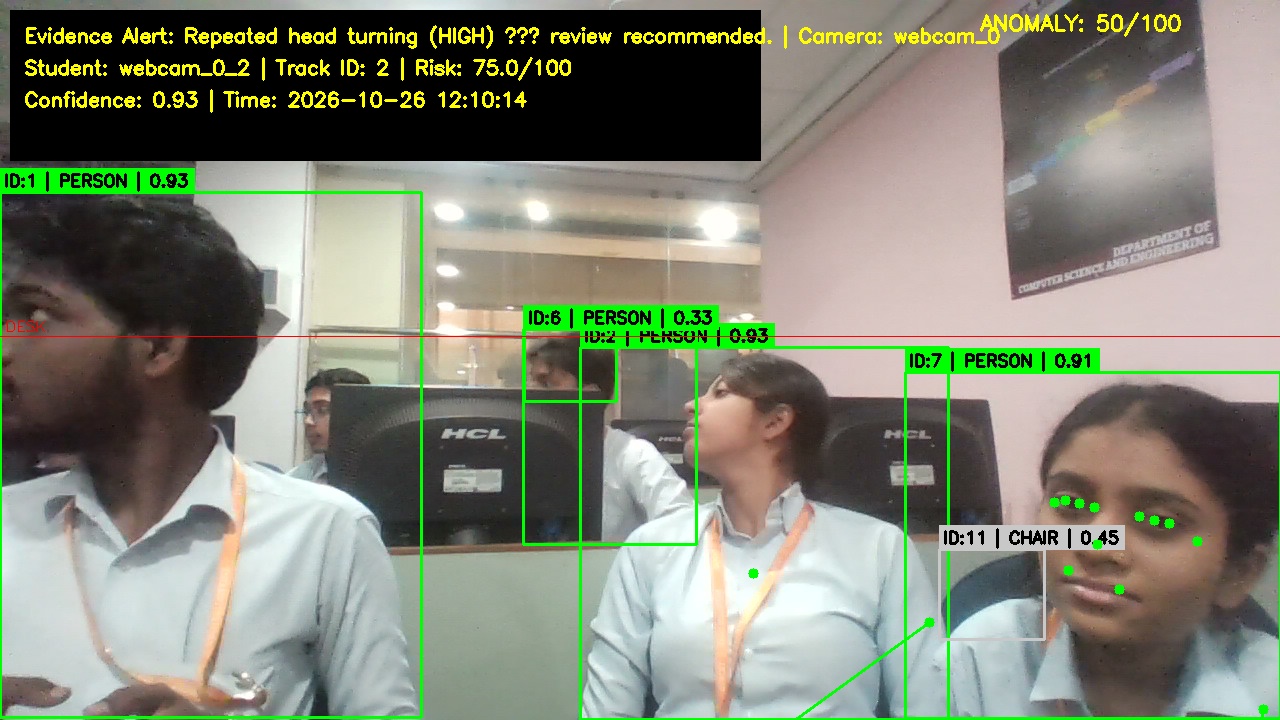 Evidence Alert: Repeated head turning (HIGH) ??? review recommended. | Camera: webcam_0
ANOMALY: 50/100
Student: webcam_0_2 | Track ID: 2 | Risk: 75.0/100
Confidence: 0.93 | Time: 2026-10-26 12:10:14
ID:1 | PERSON | 0.93
DEPARTMENT OF
COMPUTER SCIENCE AND ENGINEERING
DESK
ID:6 | PERSON | 0.33
ID:2 | PERSON | 0.93
ID:7 | PERSON | 0.91
HCL
HCL
HCL
ID:11 | CHAIR | 0.45